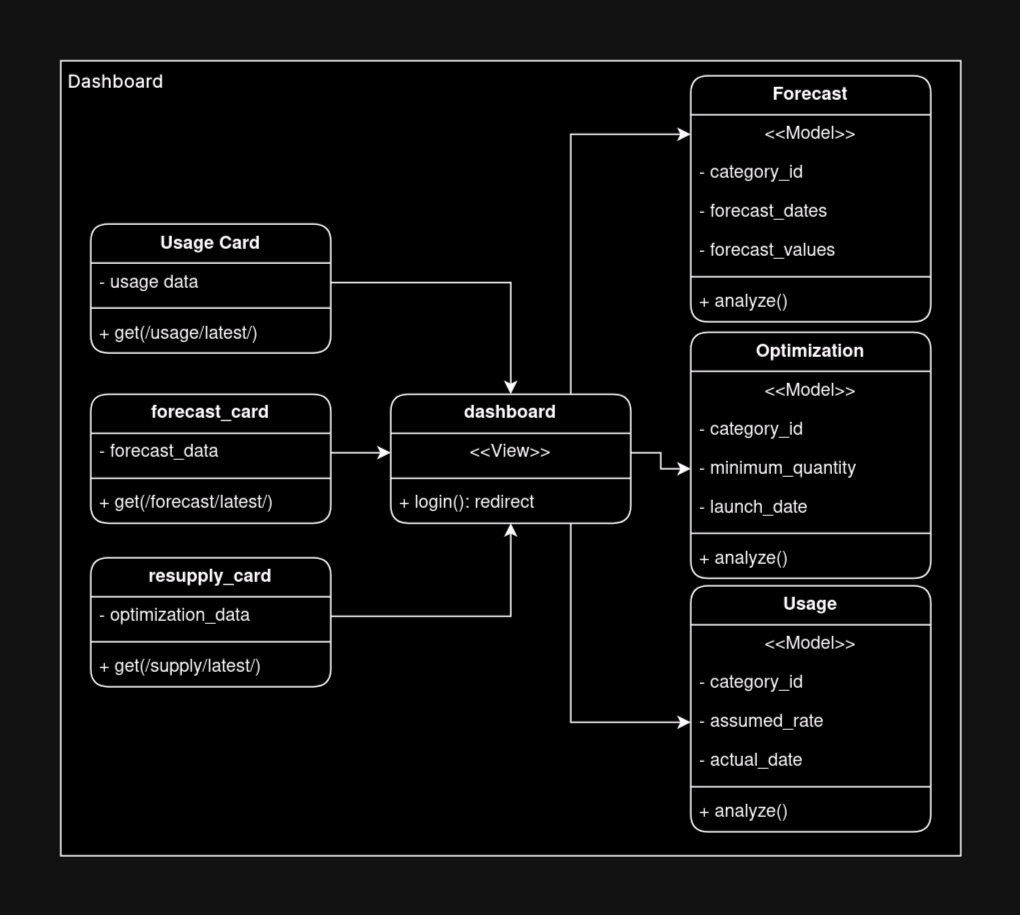 Dashboard
Usage Card
- usage data
+ get(/usage/latest/)
forecast_card
- forecast_data
+ get(/forecast/latest/)
resupply_card
- optimization_data
+ get(/supply/latest/)
dashboard
<<View>>
+ login(): redirect
Forecast
<<Model>>
- category_id
- forecast_dates
- forecast_values
+ analyze()
Optimization
<<Model>>
- category_id
- minimum_quantity
- launch_date
+ analyze()
Usage
<<Model>>
- category_id
- assumed_rate
- actual_date
+ analyze()